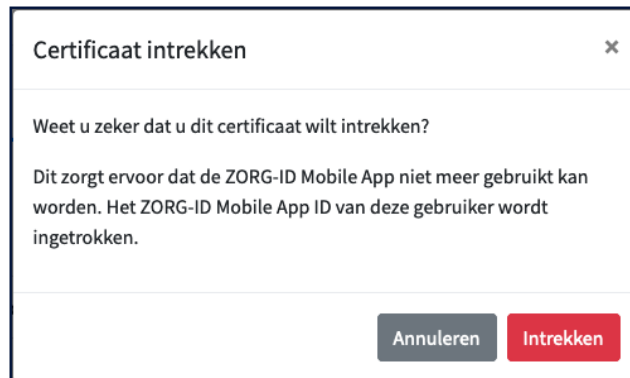 Certificaat intrekken
×
Weet u zeker dat u dit certificaat wilt intrekken?
Dit zorgt ervoor dat de ZORG-ID Mobile App niet meer gebruikt kan
worden. Het ZORG-ID Mobile App ID van deze gebruiker wordt
ingetrokken.
Annuleren
Intrekken